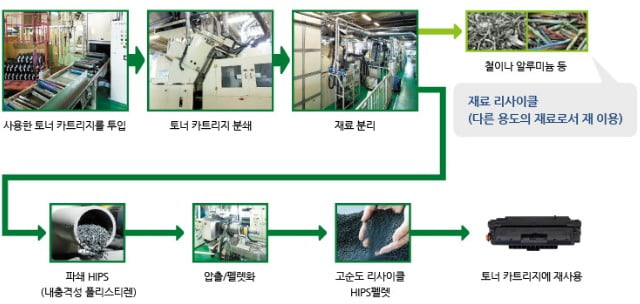 사용한 토너 카트리지를 투입
토너 카트리지 분쇄
재료 분리
철이나 알루미늄 등
재료 리사이클
(다른 용도의 재료로서 재 이용)
파쇄 HIPS
(내충격성 폴리스티렌)
압출/펠렛화
고순도 리사이클
HIPS펠렛
토너 카트리지에 재사용